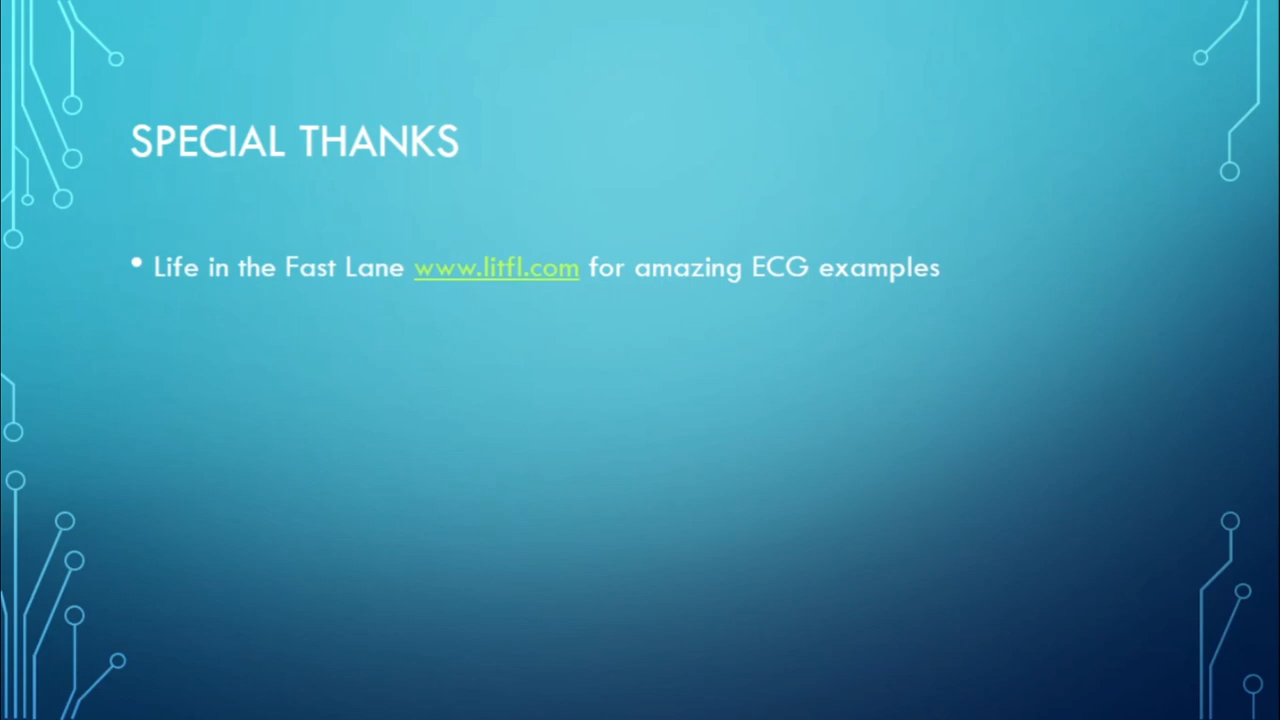 SPECIAL THANKS
• Life in the Fast Lane www.litfl.com for amazing ECG examples